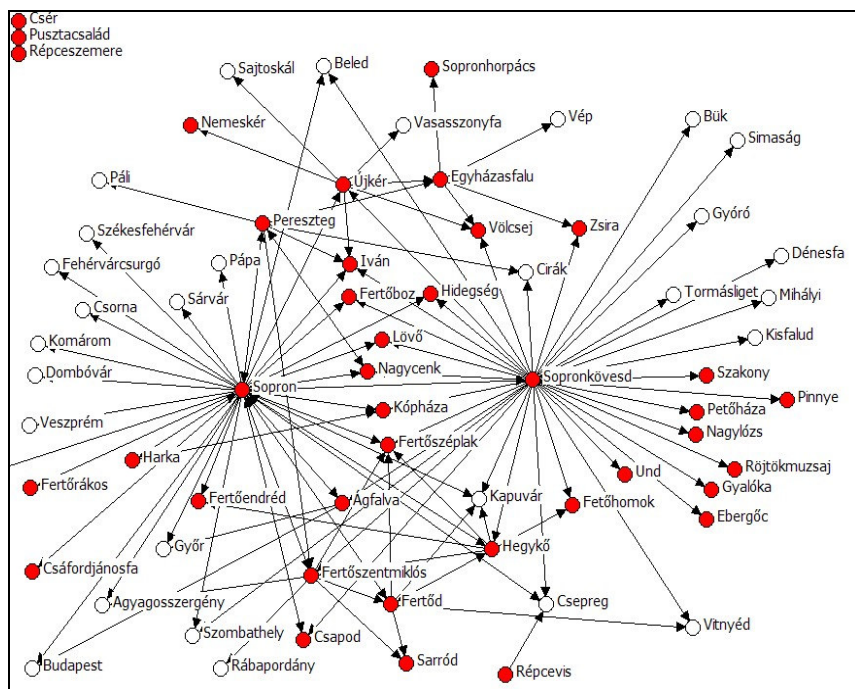 Csér
Pusztacsalád
Répceszemere
Sajtoskál
Beled
Sopronhorpács
Nemeskér
Vasasszonyfa
Vép
Bük
Simaság
Páli
Újkér
Egyházasfalu
Pereszteg
Völcsej
Zsira
Gyóró
Székesfehérvár
Fehérvárcsurgó
Pápa
Iván
Cirák
Dénesfa
Csorna
Sárvár
Fertőboz
Hidegség
Tormásliget
Mihályi
Komárom
Lövő
Kisfalud
Dombóvár
Sopron
Nagycenk
Sopronkövesd
Szakony
Pinnye
Veszprém
Kópháza
Petőháza
Nagylózs
Harka
Fertőszéplak
Fertőrákos
Fertőendréd
Ágfalva
Kapuvár
Fetőhomok
Und
Röjtökmuzsaj
Gyalóka
Ebergőc
Győr
Hegykő
Csáfordjánosfa
Fertőszentmiklós
Agyagosszergény
Fertőd
Csepreg
Szombathely
Csapod
Vitnyéd
Budapest
Rábapordány
Sarród
Répcevis